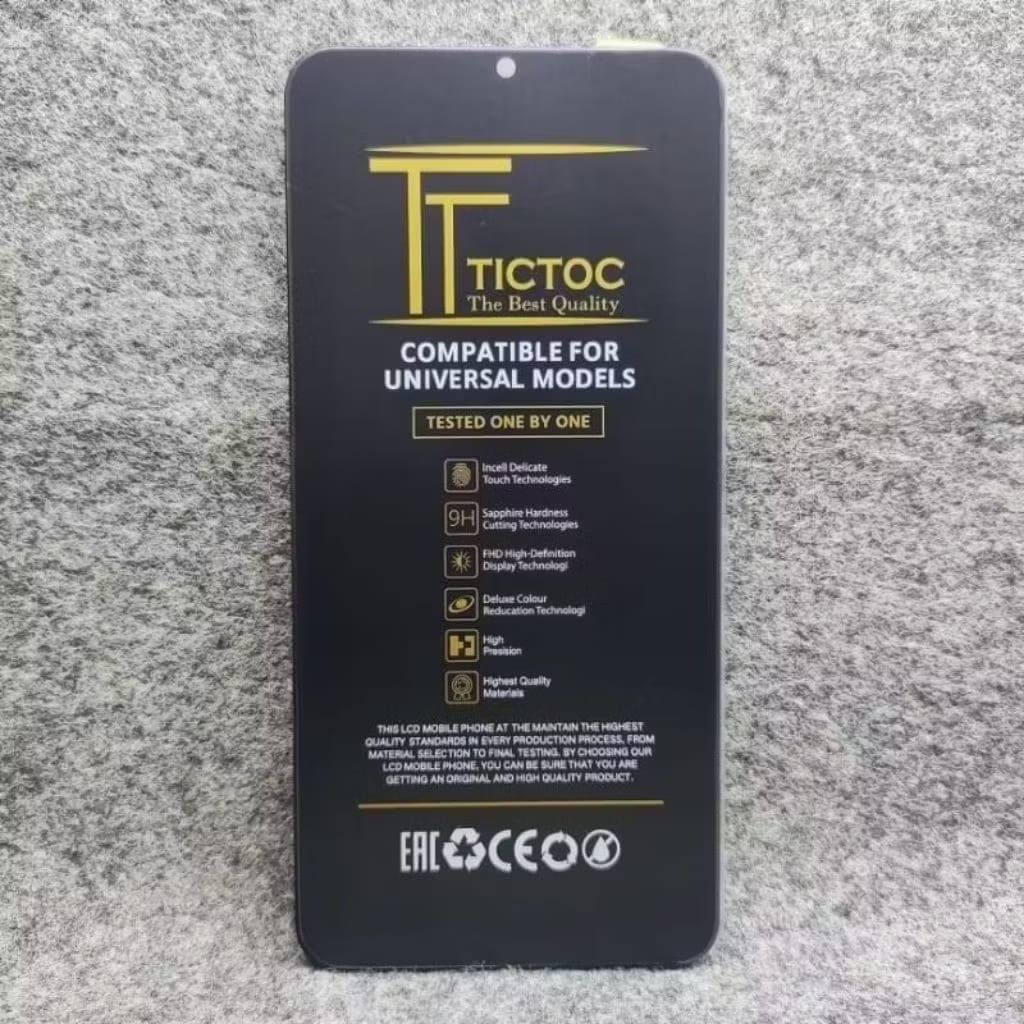 TT
TICTOC
The Best Quality
COMPATIBLE FOR
UNIVERSAL MODELS
TESTED ONE BY ONE
Incell Delicate
Touch Technologies
9H
Sapphire Hardness
Cutting Technologies
FHD High-Definition
Display Technologi
Deluxe Colour
Reducation Technologi
High
Prasision
Highest Quality
Materials
THIS LCD MOBILE PHONE AT THE MAINTAIN THE HIGHEST
QUALITY STANDARDS IN EVERY PRODUCTION PROCESS, FROM
MATERIAL SELECTION TO FINAL TESTING. BY CHOOSING OUR
LCD MOBILE PHONE, YOU CAN BE SURE THAT YOU ARE
GETTING AN ORIGINAL AND HIGH QUALITY PRODUCT.
EAC CE